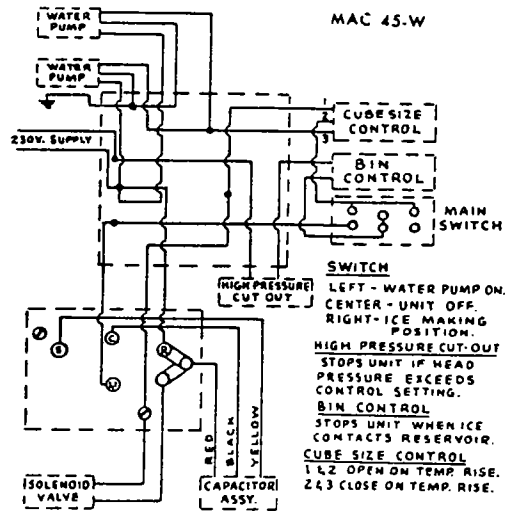 MAC 45-W
WATER
PUMP
WATER
PUMP
230V. SUPPLY
2
3
CUBE SIZE
CONTROL
BIN
CONTROL
MAIN
SWITCH
HIGH PRESSURE
CUT OUT
SWITCH
LEFT - WATER PUMP ON.
CENTER - UNIT OFF.
RIGHT - ICE MAKING
POSITION.
HIGH PRESSURE CUT-OUT
STOPS UNIT IF HEAD
PRESSURE EXCEEDS
CONTROL SETTING.
BIN CONTROL
STOPS UNIT WHEN ICE
CONTACTS RESERVOIR.
CUBE SIZE CONTROL
1 & 2 OPEN ON TEMP. RISE.
2 & 3 CLOSE ON TEMP. RISE.
S
C
R
RED
BLACK
YELLOW
SOLENOID
VALVE
CAPACITOR
ASSY.